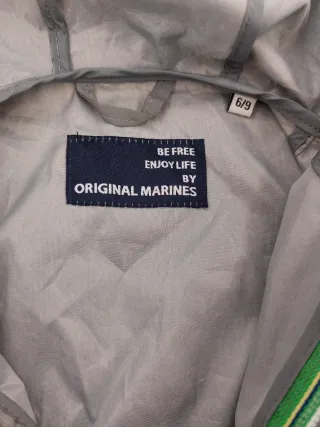 6/9
BE FREE
ENJOY LIFE
BY
ORIGINAL MARINES